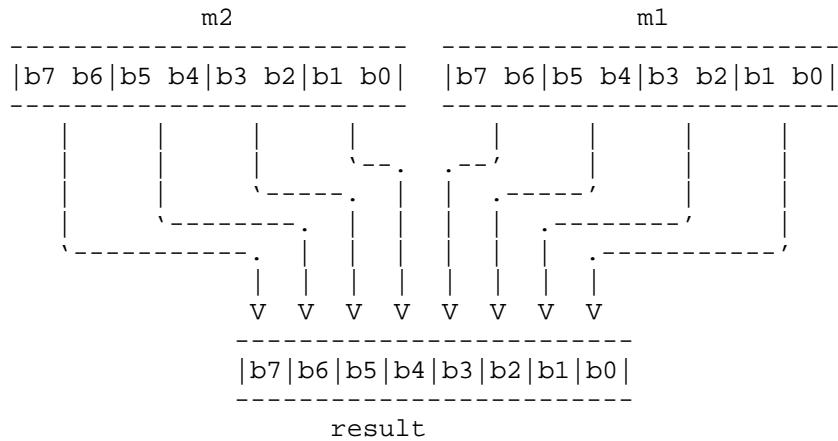 m2 m1
|b7 b6|b5 b4|b3 b2|b1 b0| |b7 b6|b5 b4|b3 b2|b1 b0|
V V V V V V V V
|b7|b6|b5|b4|b3|b2|b1|b0|
result